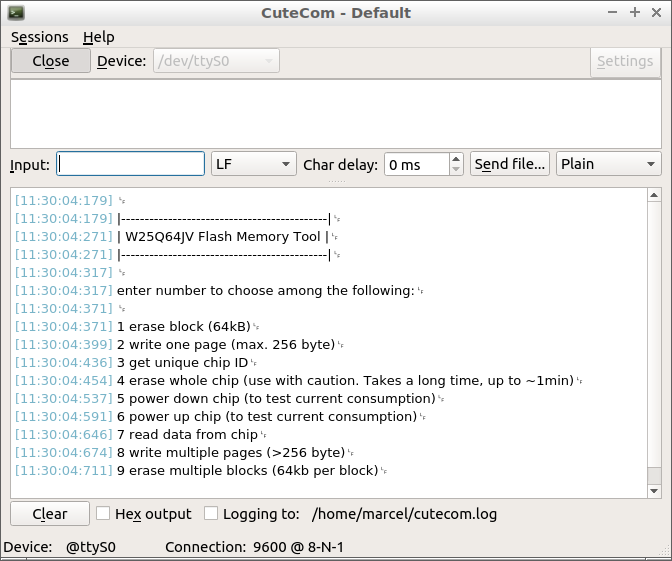 CuteCom - Default
Sessions Help
Close Device: /dev/ttyS0 Settings
Input: LF Char delay: 0 ms Send file... Plain
[11:30:04:179] ␊
[11:30:04:179] |---------------------------------------------|␊
[11:30:04:271] | W25Q64JV Flash Memory Tool |␊
[11:30:04:271] |---------------------------------------------|␊
[11:30:04:317] ␊
[11:30:04:317] enter number to choose among the following:␊
[11:30:04:371] ␊
[11:30:04:371] 1 erase block (64kB)␊
[11:30:04:399] 2 write one page (max. 256 byte)␊
[11:30:04:436] 3 get unique chip ID␊
[11:30:04:454] 4 erase whole chip (use with caution. Takes a long time, up to ~1min)␊
[11:30:04:537] 5 power down chip (to test current consumption)␊
[11:30:04:591] 6 power up chip (to test current consumption)␊
[11:30:04:646] 7 read data from chip␊
[11:30:04:674] 8 write multiple pages (>256 byte)␊
[11:30:04:711] 9 erase multiple blocks (64kb per block)␊
Clear Hex output Logging to: /home/marcel/cutecom.log
Device: @ttyS0 Connection: 9600 @ 8-N-1